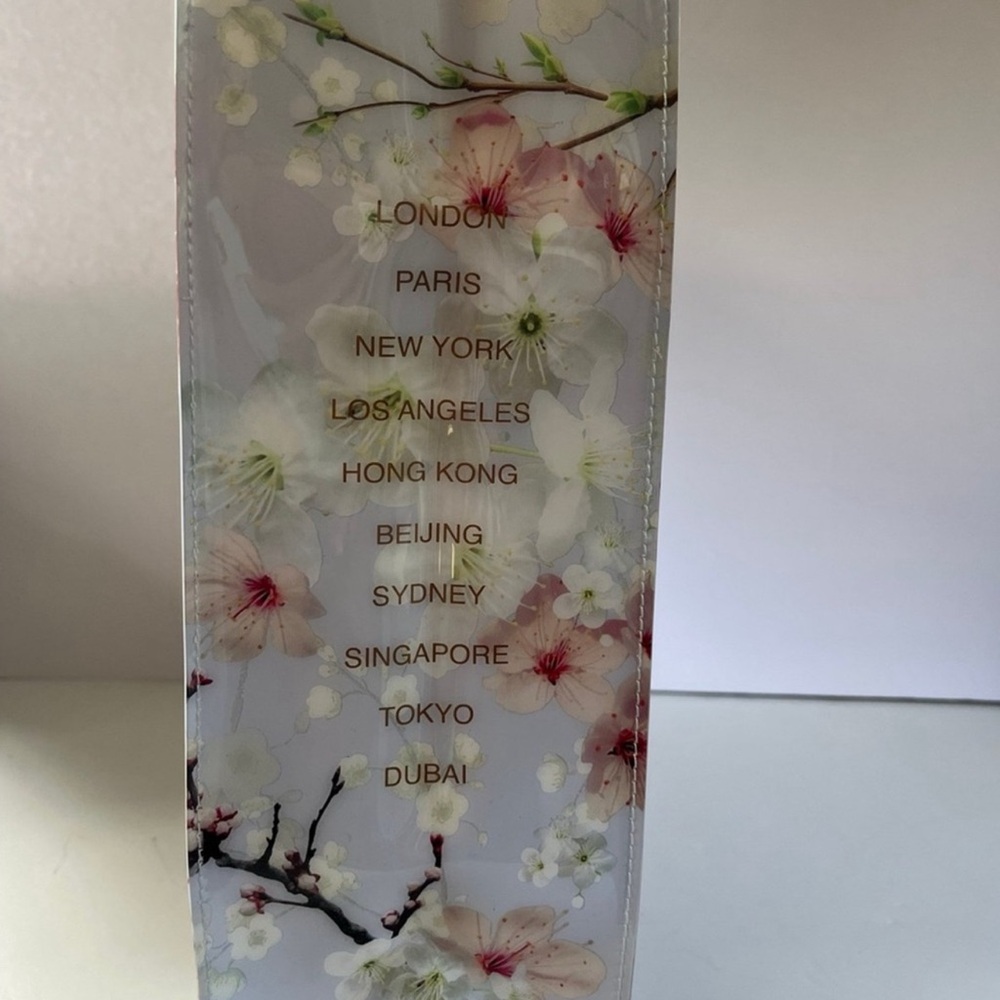 LONDON
PARIS
NEW YORK
LOS ANGELES
HONG KONG
BEIJING
SYDNEY
SINGAPORE
TOKYO
DUBAI